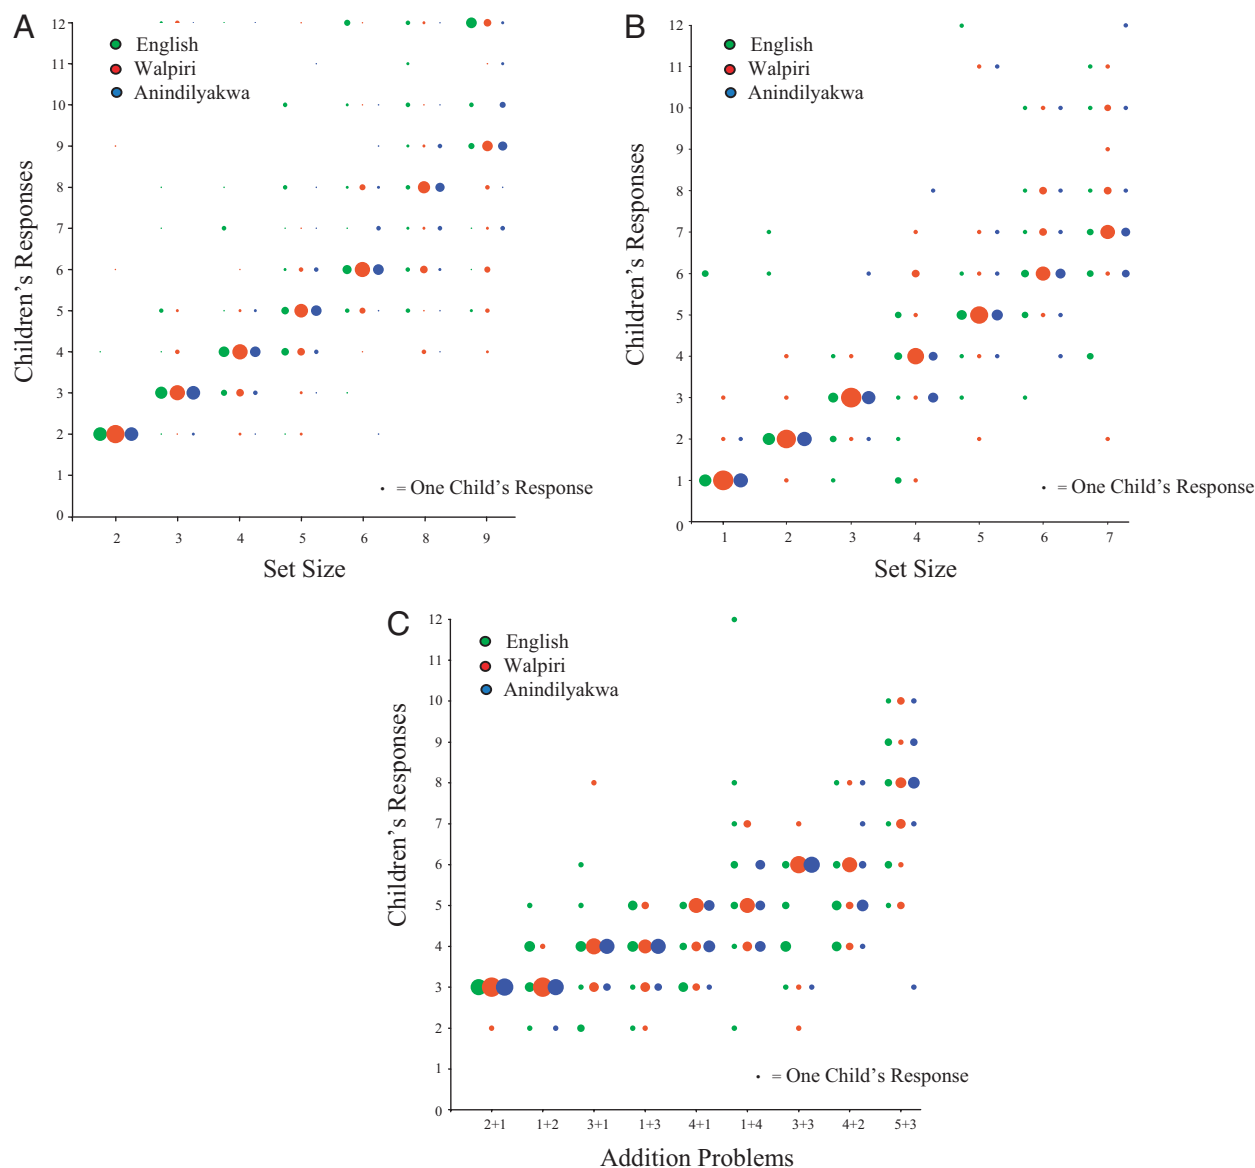 A
English
Walpiri
Anindilyakwa
Children's Responses
12
11
10
9
8
7
6
5
4
3
2
1
0
• = One Child's Response
2 3 4 5 6 8 9
Set Size
B
English
Walpiri
Anindilyakwa
Children's Responses
12
11
10
9
8
7
6
5
4
3
2
1
0
• = One Child's Response
1 2 3 4 5 6 7
Set Size
C
English
Walpiri
Anindilyakwa
Children's Responses
12
11
10
9
8
7
6
5
4
3
2
1
0
• = One Child's Response
2+1 1+2 3+1 1+3 4+1 1+4 3+3 4+2 5+3
Addition Problems